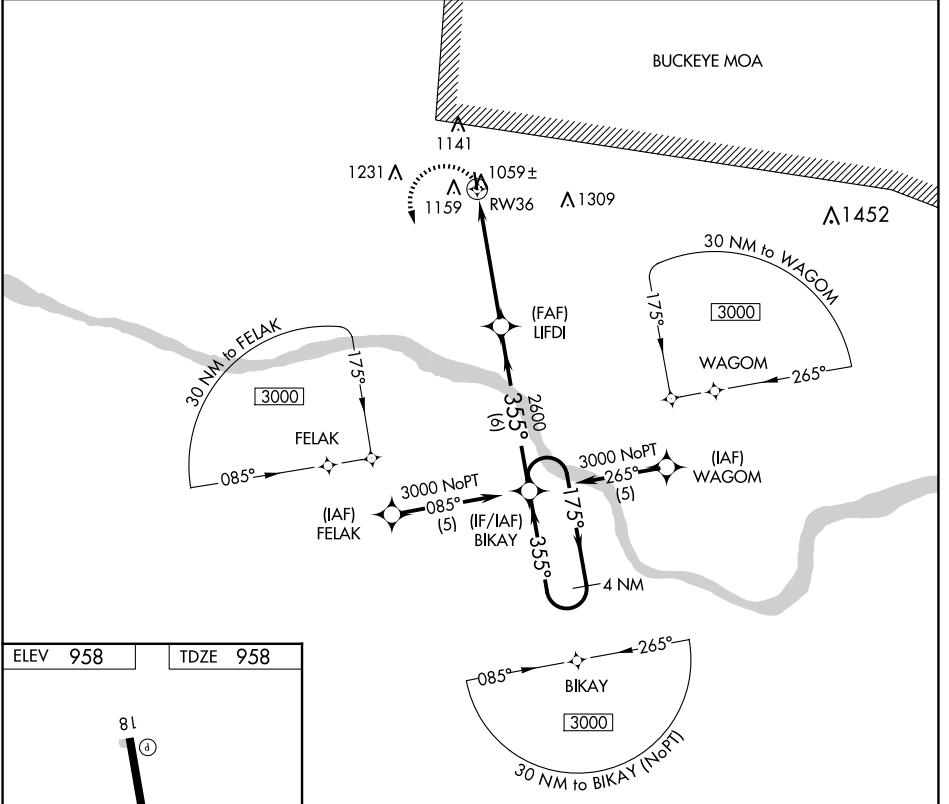 BUCKEYE MOA
1141
1231
1059±
1159
RW36
1309
1452
30 NM to WAGOM
175°
3000
WAGOM
265°
(FAF)
LIFDI
30 NM to FELAK
175°
3000
FELAK
085°
2600
355°
(6)
3000 NoPT
265°
(5)
(IAF)
WAGOM
3000 NoPT
085°
(5)
(IAF)
FELAK
(IF/IAF)
BIKAY
175°
355°
4 NM
085°
265°
BIKAY
3000
30 NM to BIKAY (NoPT)
ELEV 958
TDZE 958
18
P